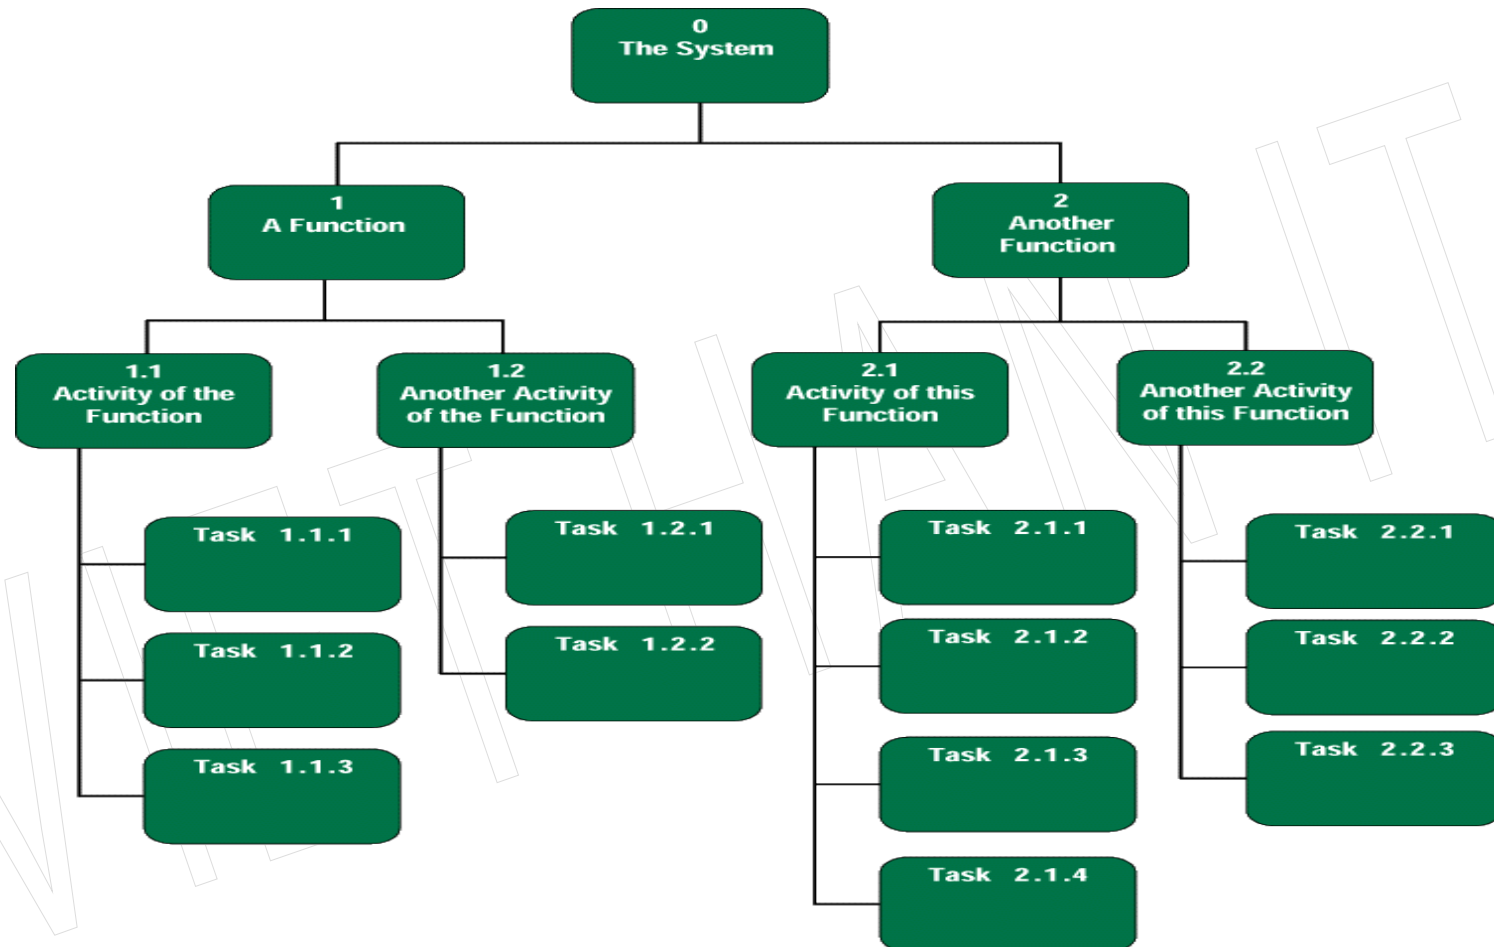 0
The System
1
A Function
2
Another
Function
1.1
Activity of the
Function
1.2
Another Activity
of the Function
2.1
Activity of this
Function
2.2
Another Activity
of this Function
Task 1.1.1
Task 1.1.2
Task 1.1.3
Task 1.2.1
Task 1.2.2
Task 2.1.1
Task 2.1.2
Task 2.1.3
Task 2.1.4
Task 2.2.1
Task 2.2.2
Task 2.2.3